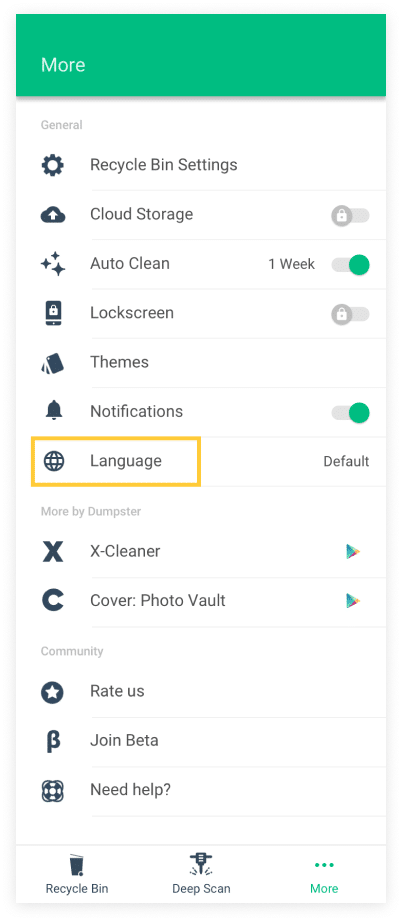 More
General
Recycle Bin Settings
Cloud Storage
Auto Clean 1 Week
Lockscreen
Themes
Notifications
Language Default
More by Dumpster
X-Cleaner
Cover: Photo Vault
Community
Rate us
Join Beta
Need help?
Recycle Bin Deep Scan More